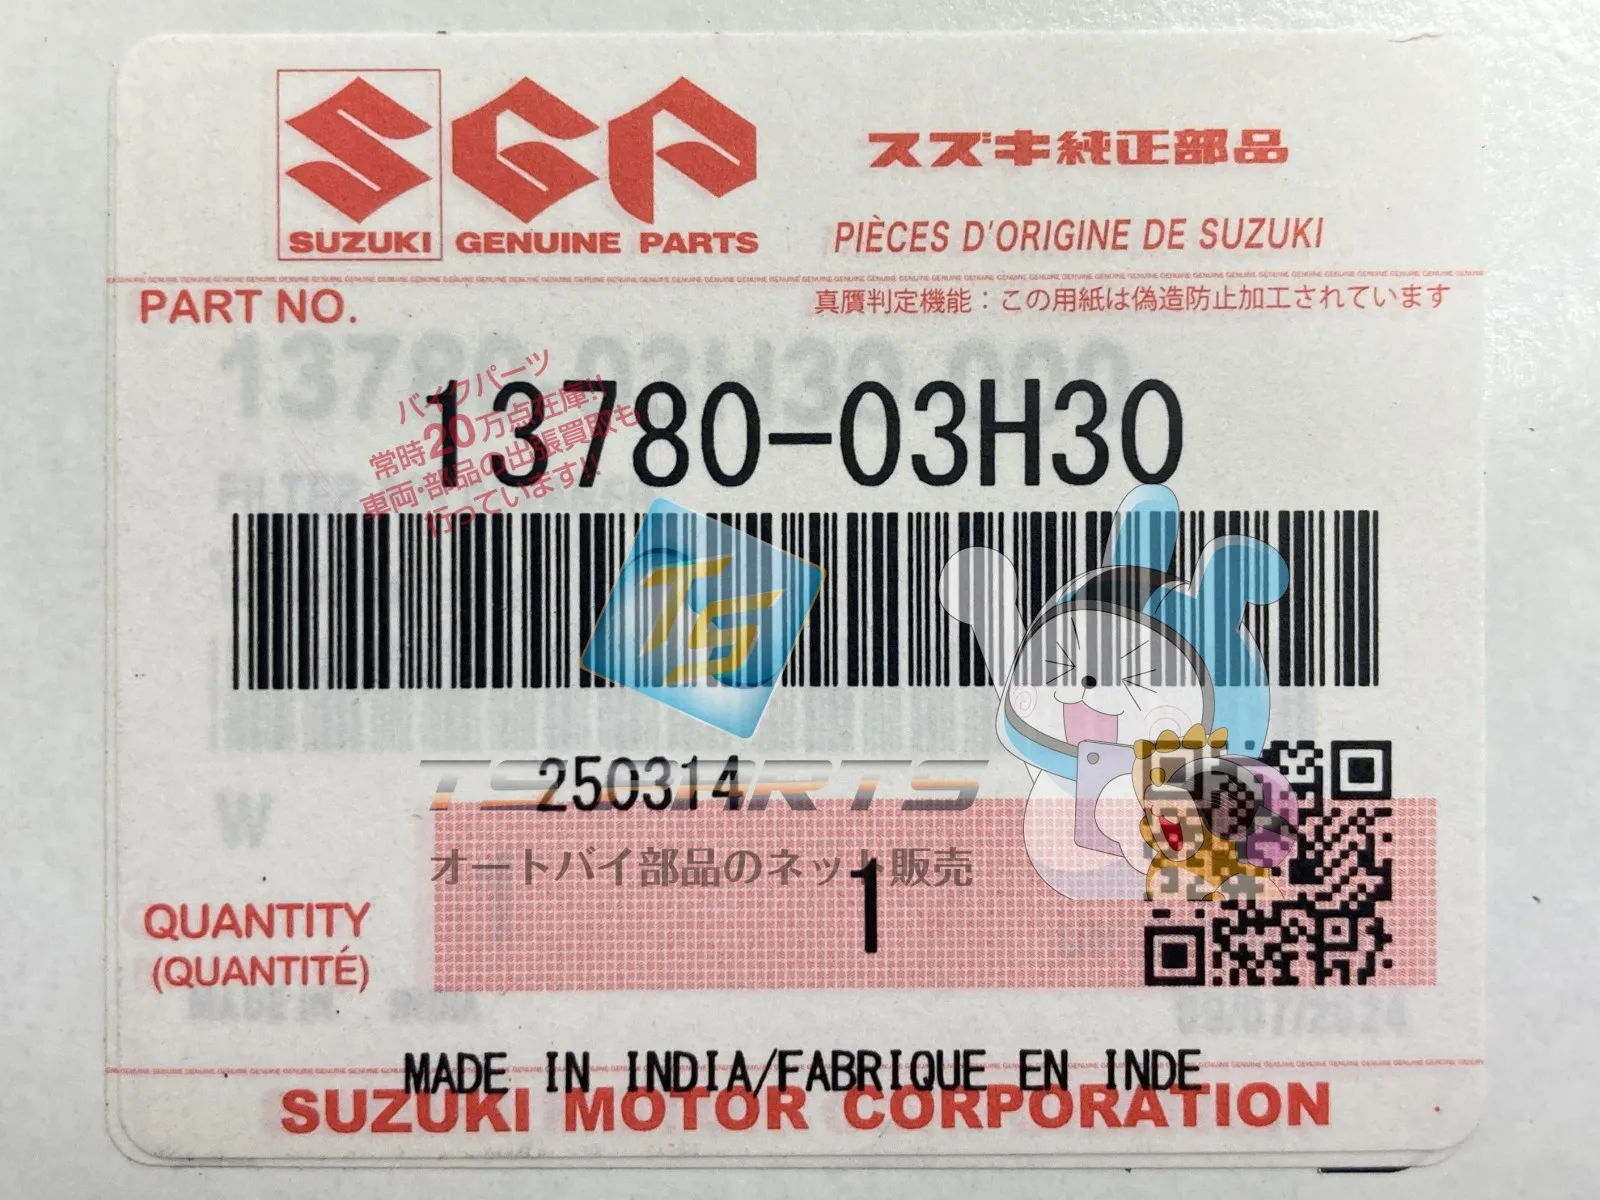 SUZUKI GENUINE PARTS
スズキ純正部品
PIÈCES D'ORIGINE DE SUZUKI
PART NO.
真贋判定機能：この用紙は偽造防止加工されています
13780-03H30
バイクパーツ
常時20万点在庫!!
車両・部品の出張買取も
行っています!!
TS
250314
TS PARTS
オートバイ部品のネット販売
QUANTITY
(QUANTITÉ)
1
MADE IN INDIA/FABRIQUE EN INDE
SUZUKI MOTOR CORPORATION